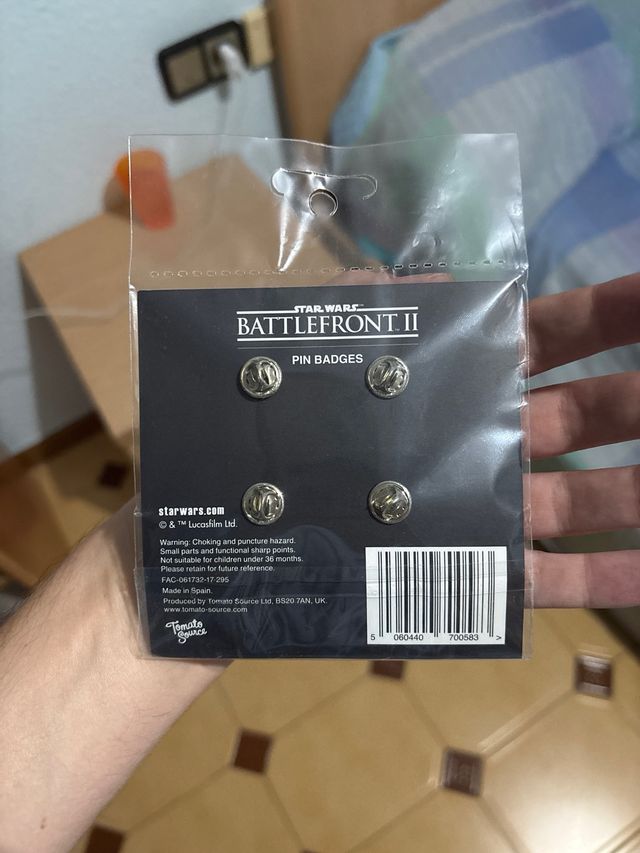 STAR WARS™
BATTLEFRONT™ II
PIN BADGES
starwars.com
© & ™ Lucasfilm Ltd.
Warning: Choking and puncture hazard.
Small parts and functional sharp points.
Not suitable for children under 36 months.
Please retain for future reference.
FAC-061732-17 295
Made in Spain.
Produced by Tomato Source Ltd, BS20 7AN, UK.
www.tomato-source.com
Tomato
Source
5 060440 700583 >